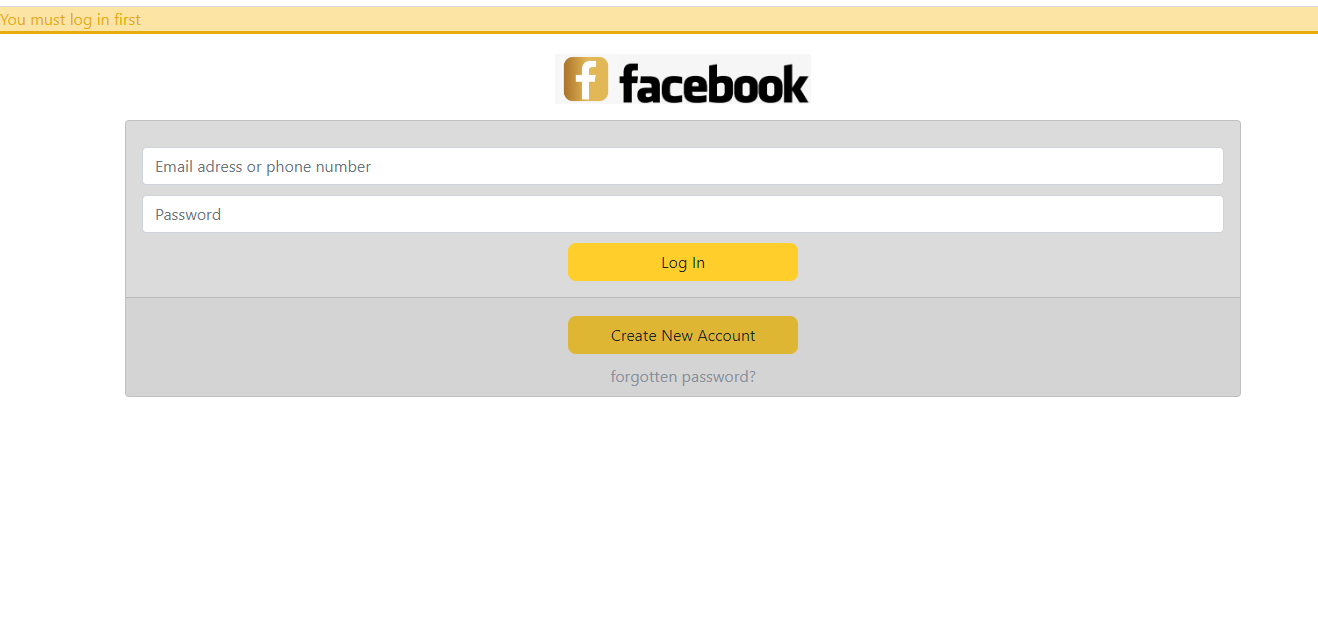 You must log in first
f facebook
Email adress or phone number
Password
Log In
Create New Account
forgotten password?